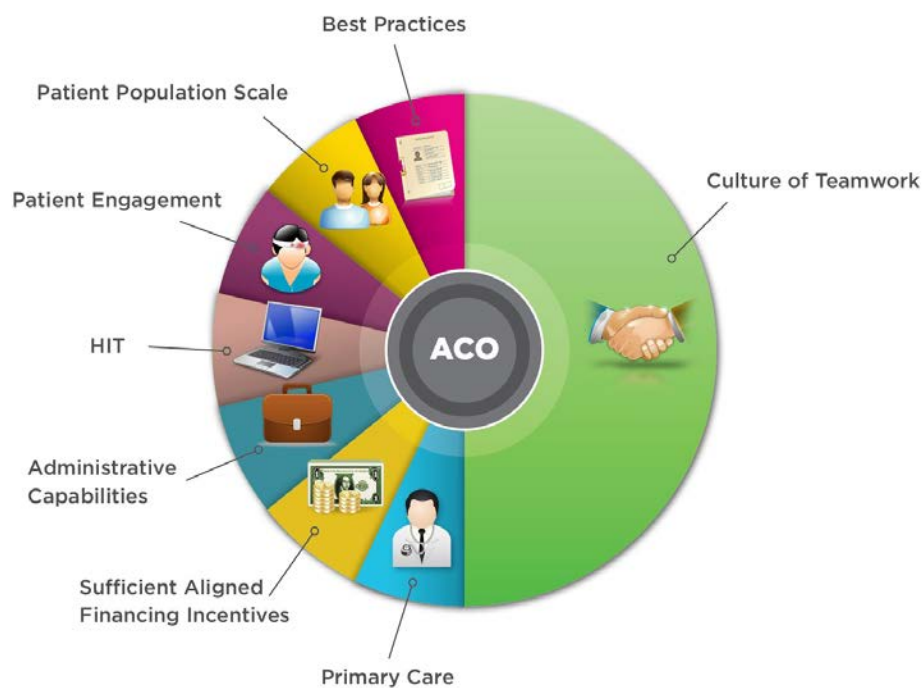 Best Practices
Patient Population Scale
Culture of Teamwork
Patient Engagement
HIT
ACO
Administrative
Capabilities
Sufficient Aligned
Financing Incentives
Primary Care